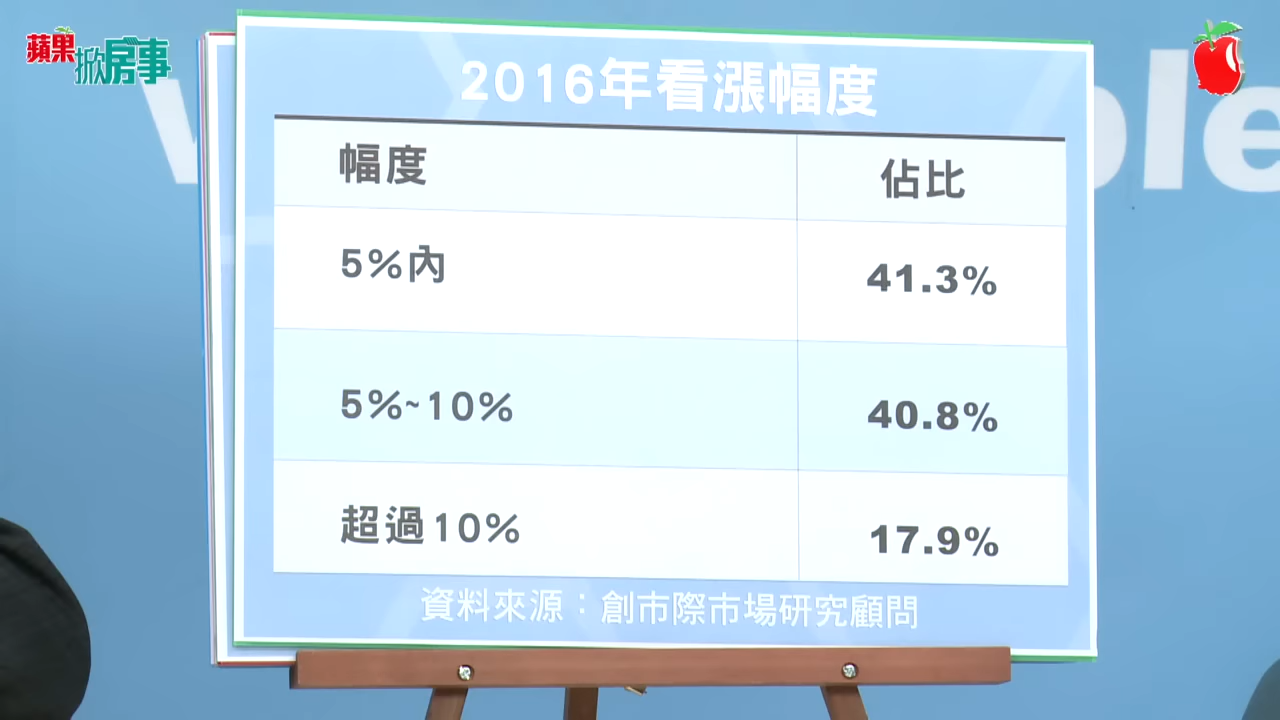 蘋果
掀房事
2016年看漲幅度
幅度 佔比
5%內 41.3%
5%~10% 40.8%
超過10% 17.9%
資料來源：創市際市場研究顧問
ple